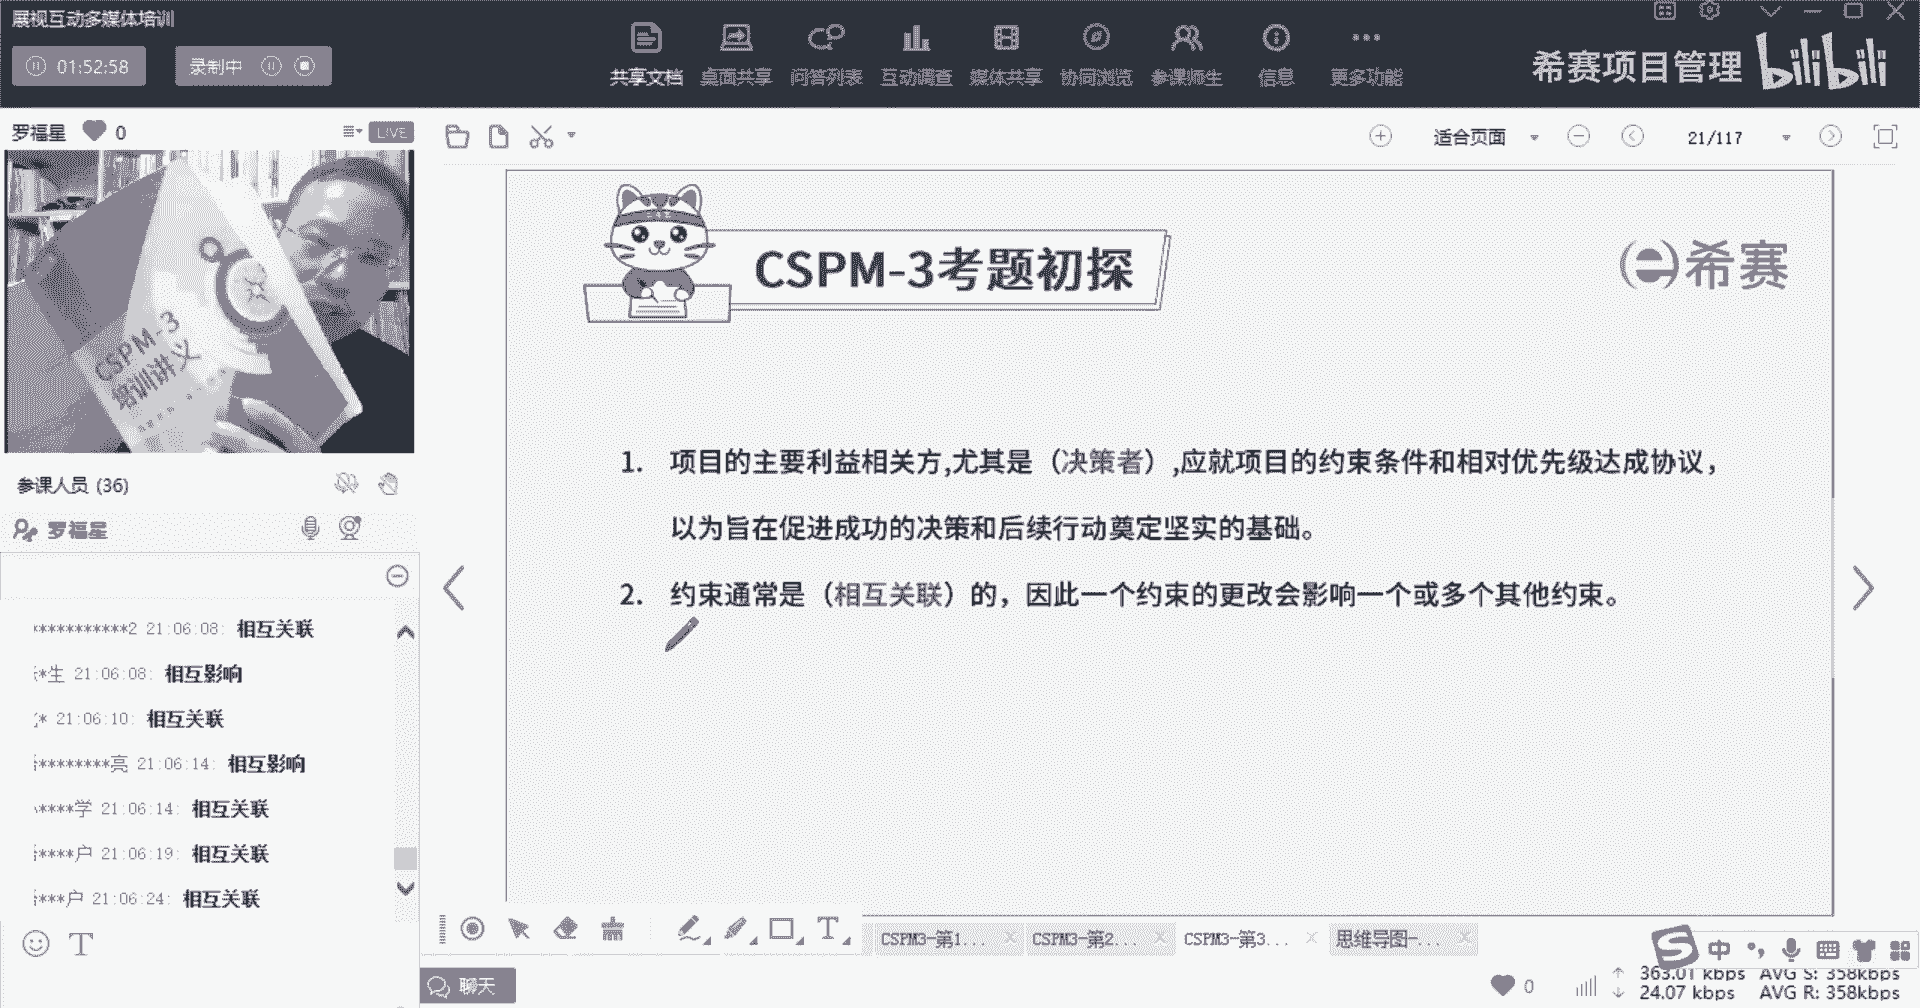 展视互动多媒体培训
01:52:58
录制中
共享文档
桌面共享
问答列表
互动调查
媒体共享
协同浏览
参课师生
信息
更多功能
希赛项目管理 bilibili
罗福星 0
LIVE
适合页面
21/117
CSPM-3
培训讲义
CSPM-3考题初探
希赛
1. 项目的主要利益相关方,尤其是（决策者）,应就项目的约束条件和相对优先级达成协议，
以为旨在促进成功的决策和后续行动奠定坚实的基础。
2. 约束通常是（相互关联）的，因此一个约束的更改会影响一个或多个其他约束。
参课人员 (36)
罗福星
***********2 21:06:08: 相互关联
*生 21:06:08: 相互影响
* 21:06:10: 相互关联
********亮 21:06:14: 相互影响
****学 21:06:14: 相互关联
****户 21:06:19: 相互关联
***户 21:06:24: 相互关联
T
T
CSPM3-第1...
CSPM3-第2...
CSPM3-第3...
思维导图-...
S 中
聊天
0
363.01 kbps AVG S: 358kbps
24.07 kbps AVG R: 358kbps